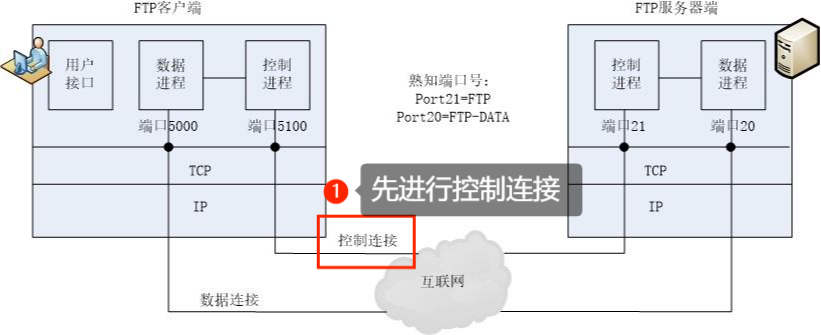 FTP客户端
FTP服务器端
用户
接口
数据
进程
控制
进程
熟知端口号:
Port21=FTP
Port20=FTP-DATA
控制
进程
数据
进程
端口5000
端口5100
端口21
端口20
TCP
TCP
1
先进行控制连接
IP
IP
控制连接
互联网
数据连接